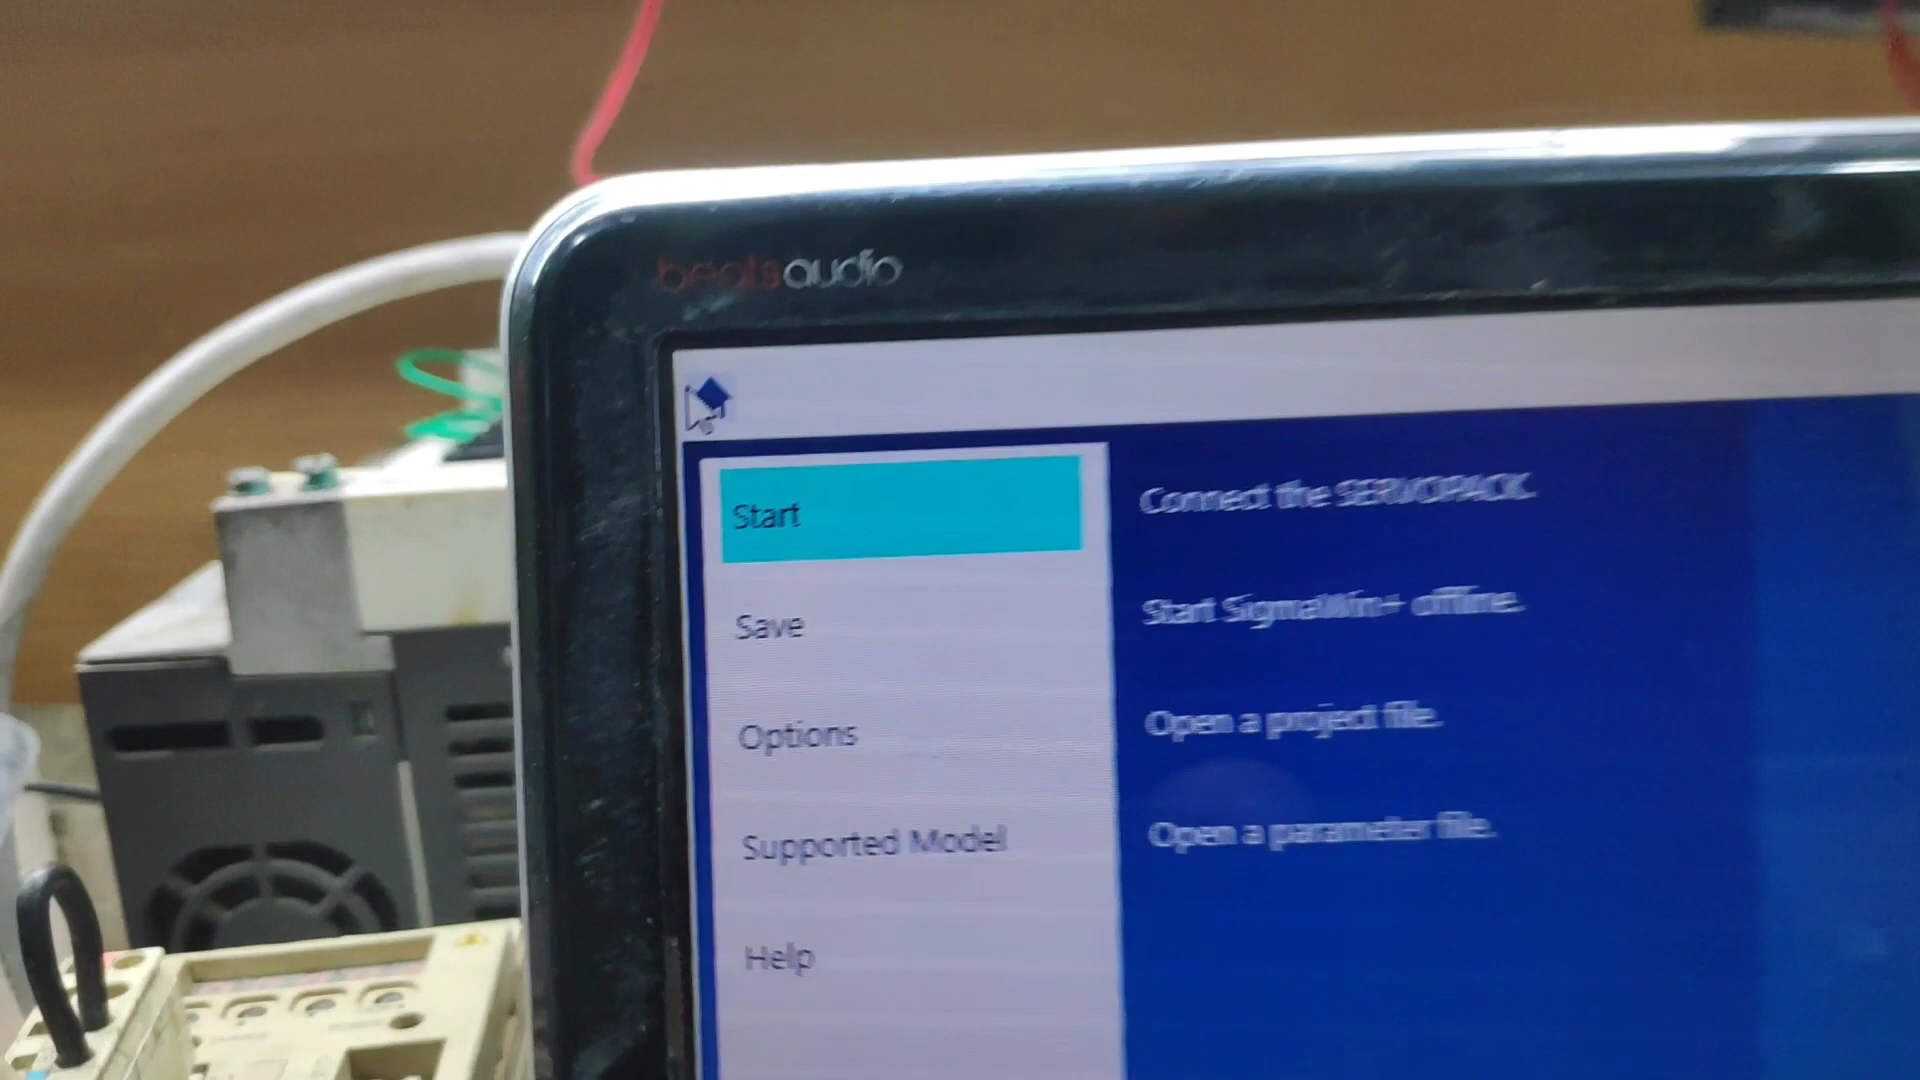 beatsaudio
Start
Connect the SERVOPACK.
Start SigmaWin+ offline.
Save
Options
Open a project file.
Supported Model
Open a parameter file.
Help